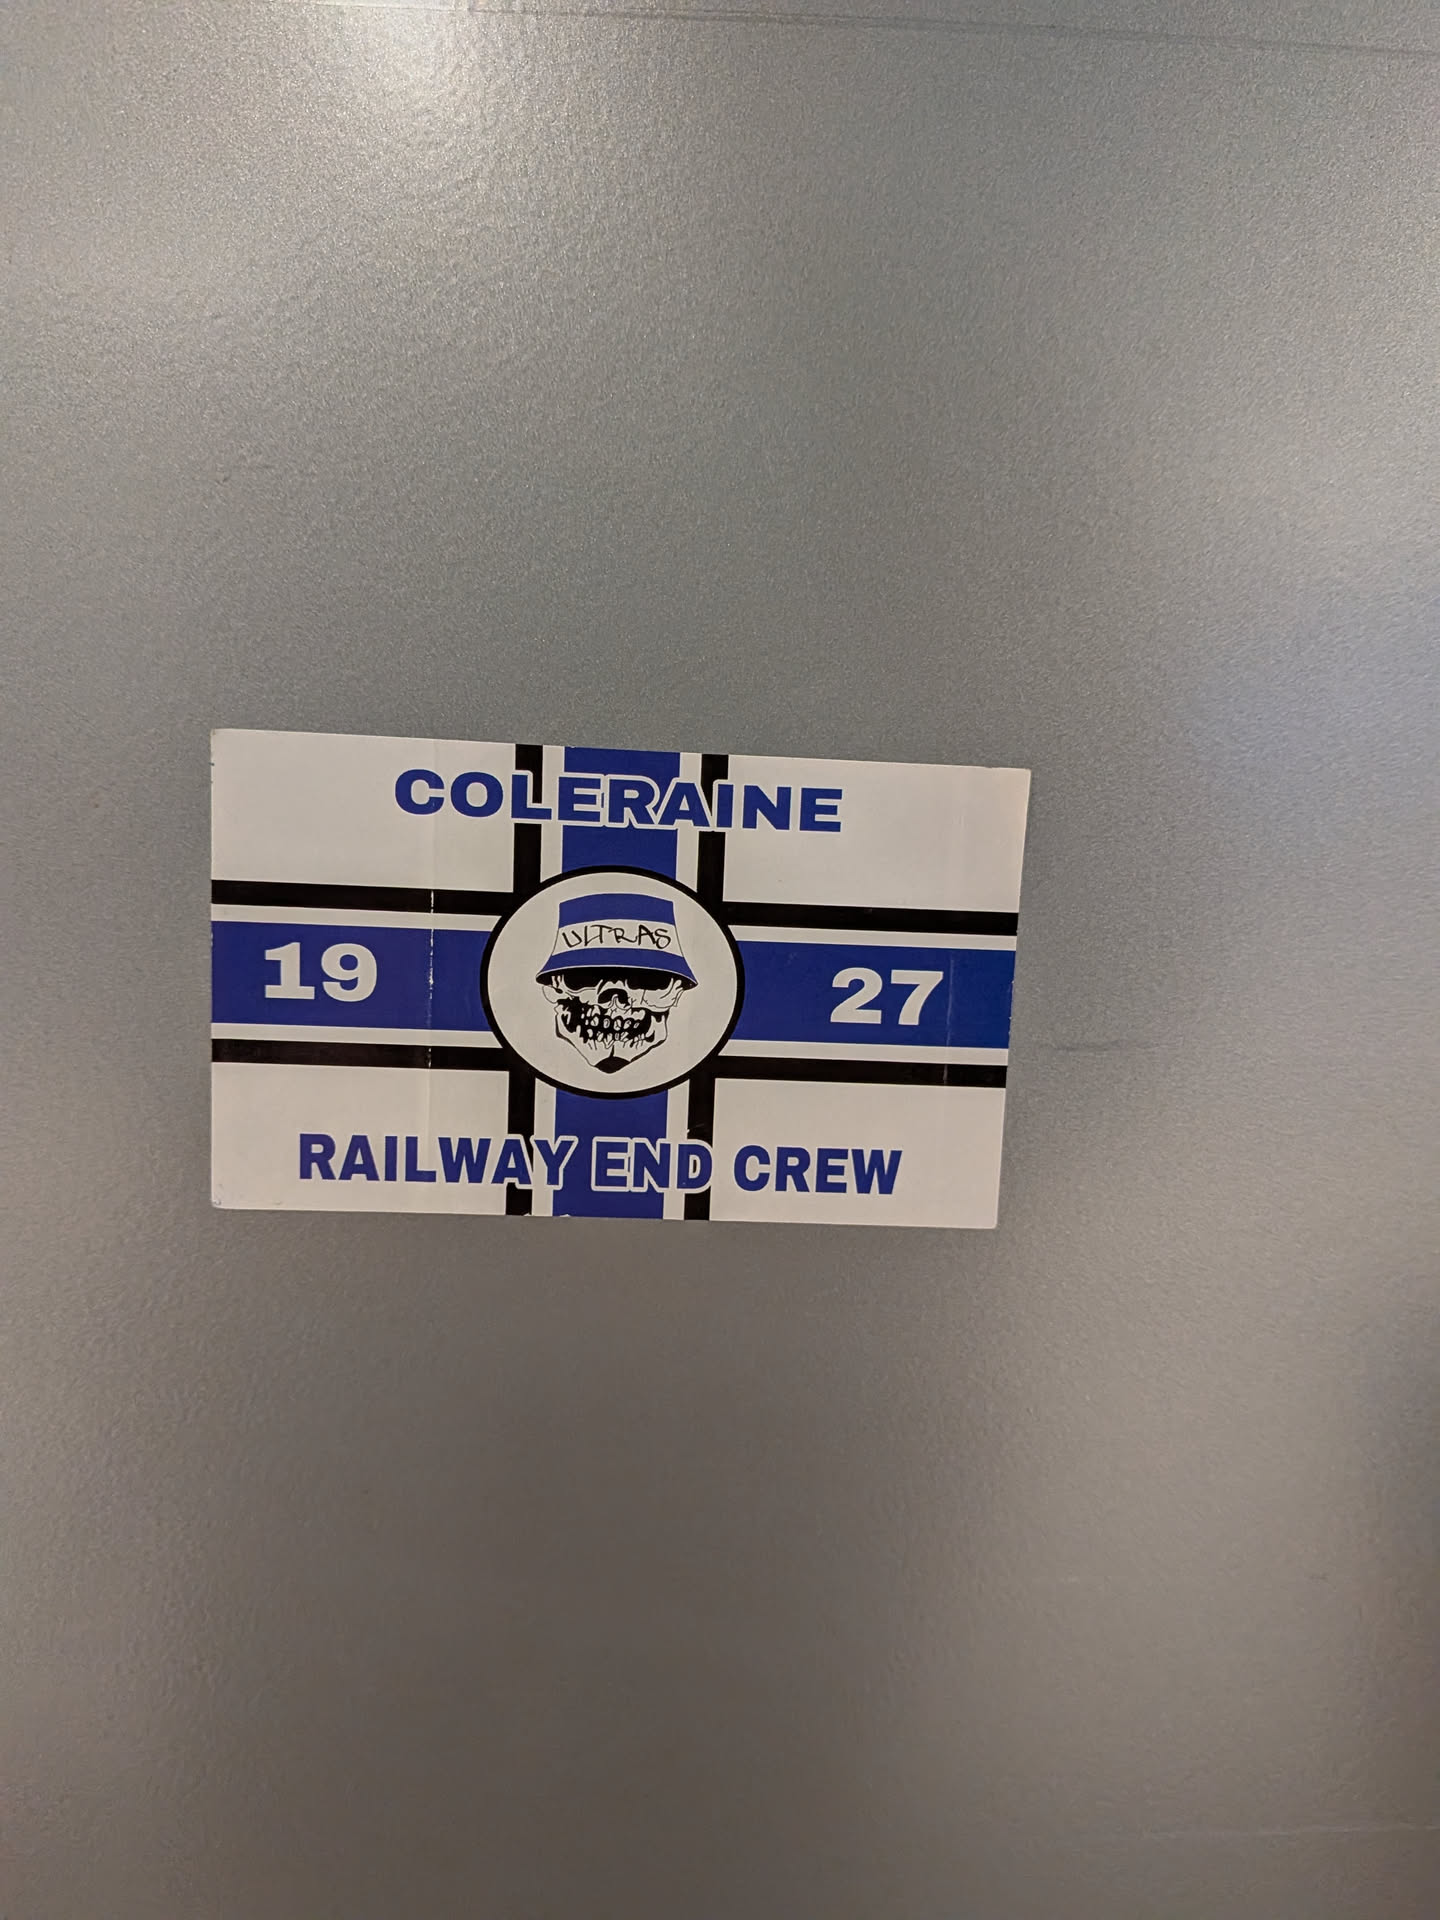 COLERAINE
ULTRAS
19 27
RAILWAY END CREW